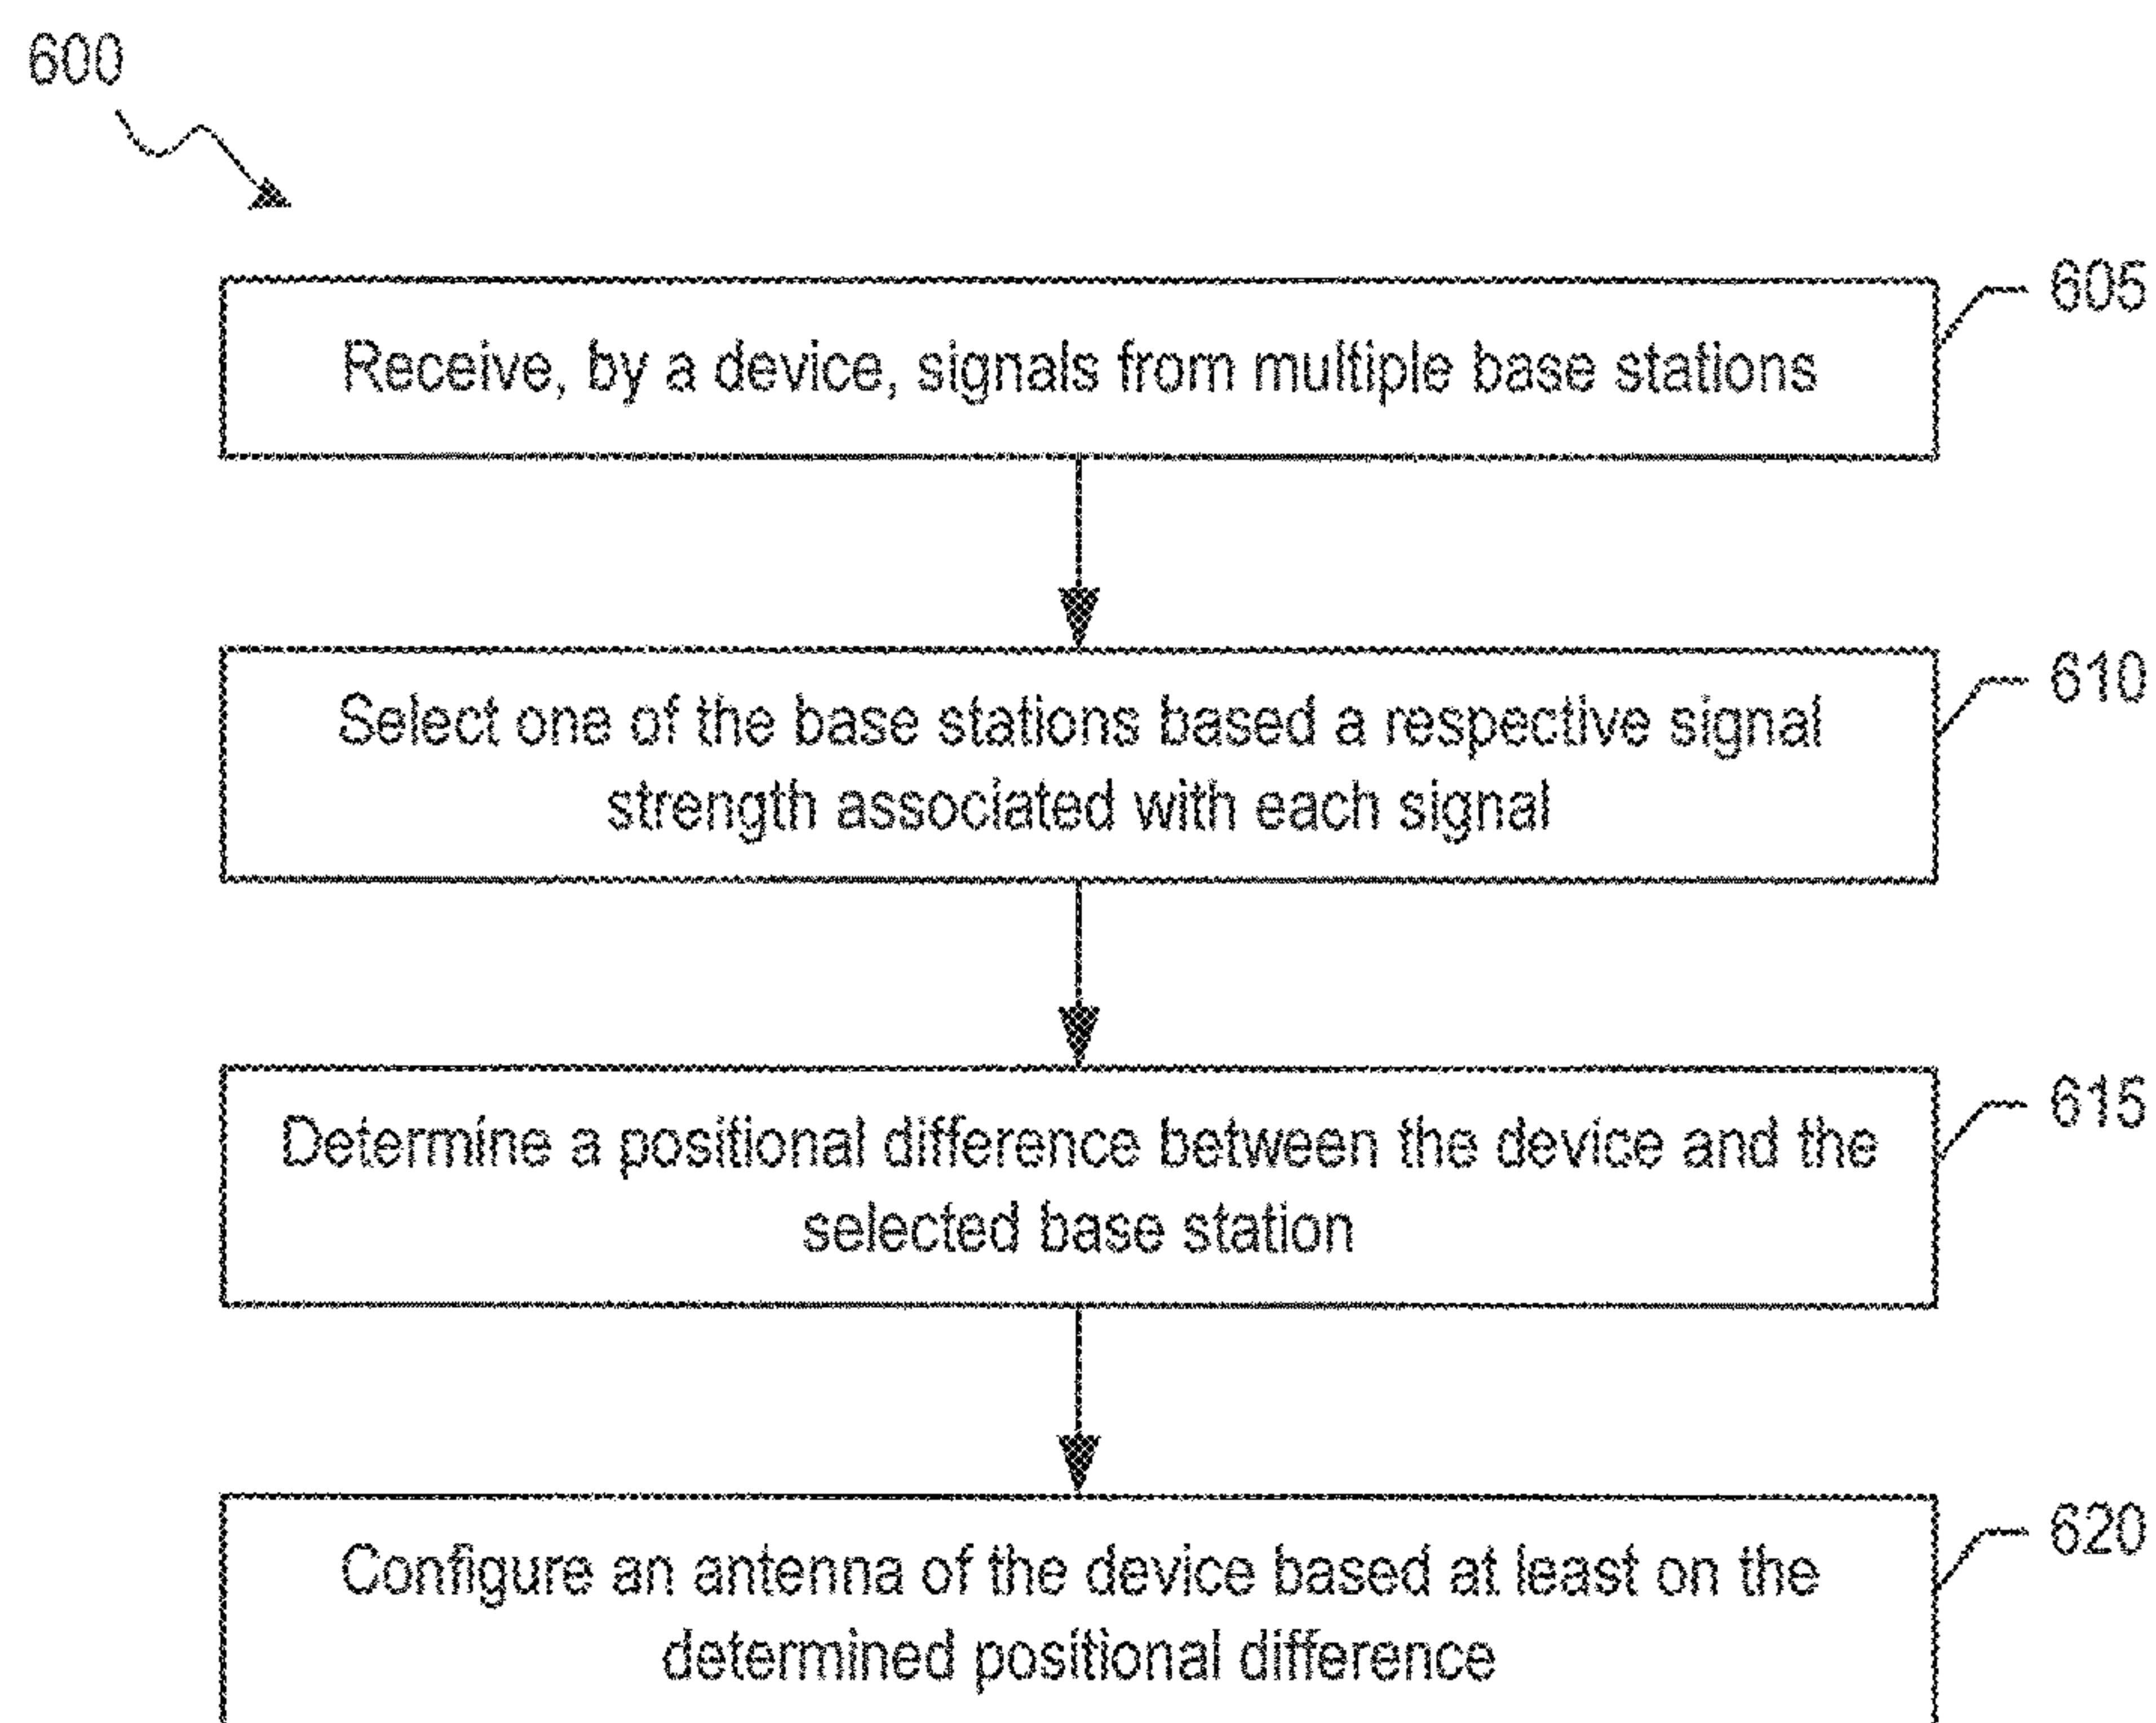 600
605
Receive, by a device, signals from multiple base stations
610
Select one of the base stations based a respective signal
strength associated with each signal
615
Determine a positional difference between the device and the
selected base station
620
Configure an antenna of the device based at least on the
determined positional difference